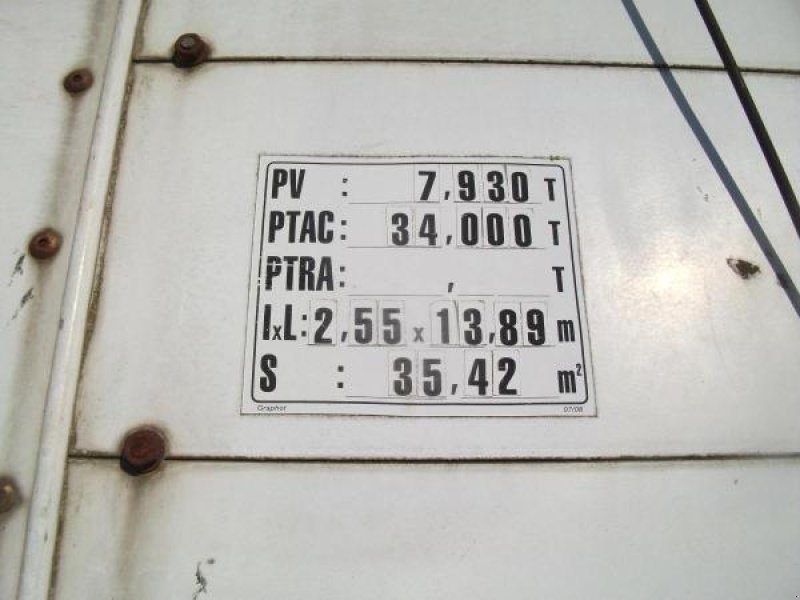 PV : 7,930 T
PTAC: 34,000 T
PTRA: , T
lxL: 2,55 x 13,89 m
S : 35,42 m²
Graphot 07/08